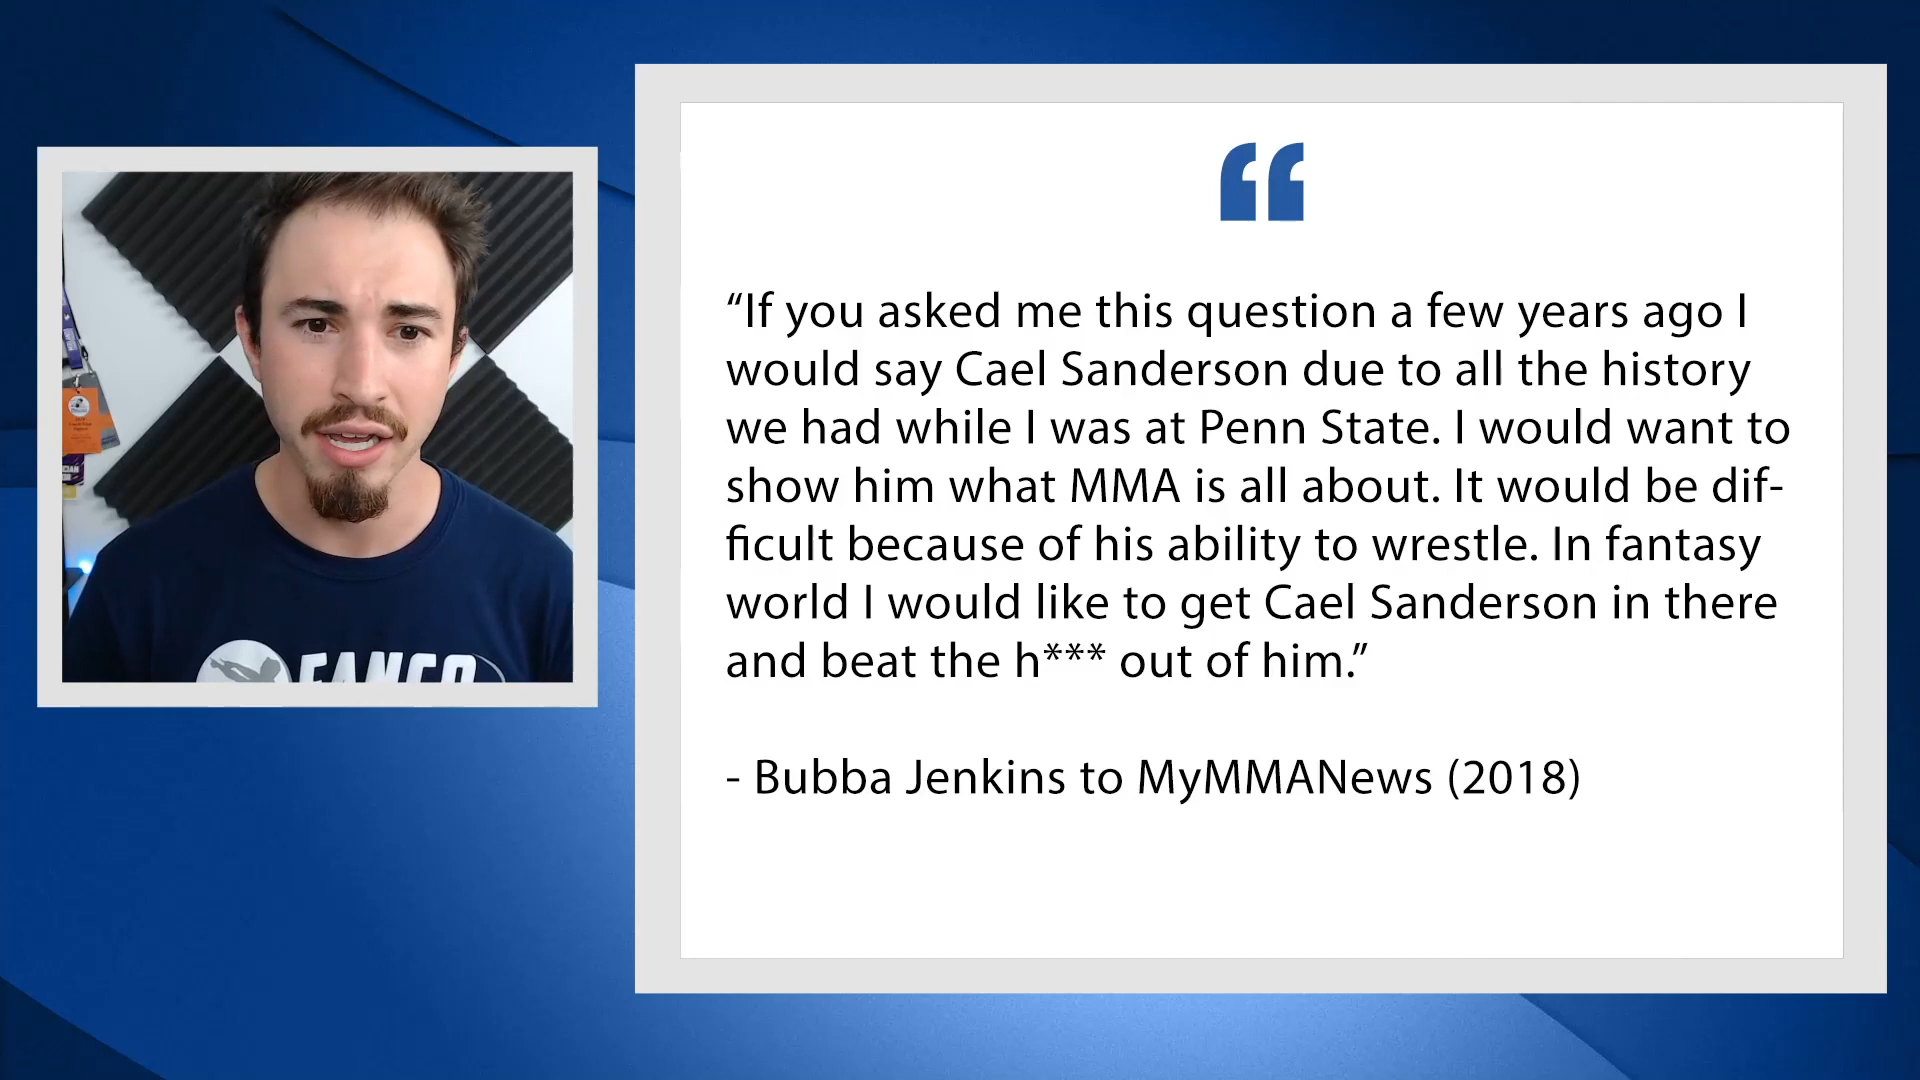 “If you asked me this question a few years ago I
would say Cael Sanderson due to all the history
we had while I was at Penn State. I would want to
show him what MMA is all about. It would be dif-
ficult because of his ability to wrestle. In fantasy
world I would like to get Cael Sanderson in there
and beat the h*** out of him.”
- Bubba Jenkins to MyMMANews (2018)